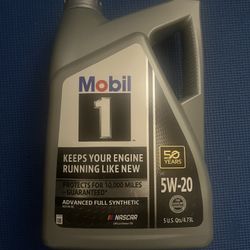 Mobil
1
KEEPS YOUR ENGINE
RUNNING LIKE NEW
PROTECTS FOR 10,000 MILES
– GUARANTEED*
ADVANCED FULL SYNTHETIC
50 YEARS
5W-20
NASCAR
5 U.S. Qts/4.73L